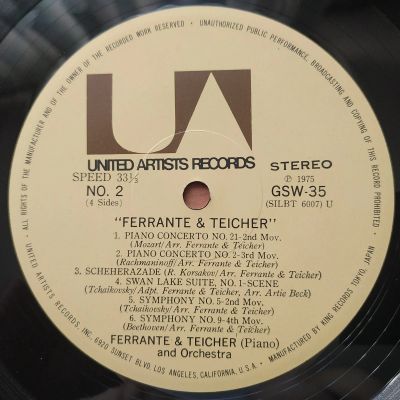 ALL RIGHTS OF THE MANUFACTURER AND OF THE OWNER OF THE RECORDED WORK RESERVED • UNAUTHORIZED PUBLIC PERFORMANCE, BROADCASTING AND COPYING OF THIS RECORD PROHIBITED.
UA
UNITED ARTISTS RECORDS
SPEED 33⅓
NO. 2
(4 Sides)
STEREO
Ⓟ 1975
GSW-35
(SILBT 6007) U
"FERRANTE & TEICHER"
1. PIANO CONCERTO NO. 21-2nd Mov.
(Mozart/Arr. Ferrante & Teicher)
2. PIANO CONCERTO NO. 2-3rd Mov.
(Rachmaninoff/Arr. Ferrante & Teicher)
3. SCHEHERAZADE (R. Korsakov/Arr. Ferrante & Teicher)
4. SWAN LAKE SUITE, NO. 1-SCENE
(Tchaikovsky/Adpt. Ferrante & Teicher, Arr. Artie Beck)
5. SYMPHONY NO. 5-2nd Mov.
(Tchaikovsky/Arr. Ferrante & Teicher)
6. SYMPHONY NO. 9-4th Mov.
(Beethoven/Arr. Ferrante & Teicher)
FERRANTE & TEICHER (Piano)
and Orchestra
UNITED ARTISTS RECORDS, INC. 6920 SUNSET BLVD. LOS ANGELES, CALIFORNIA, U.S.A. • MANUFACTURED BY KING RECORDS TOKYO, JAPAN